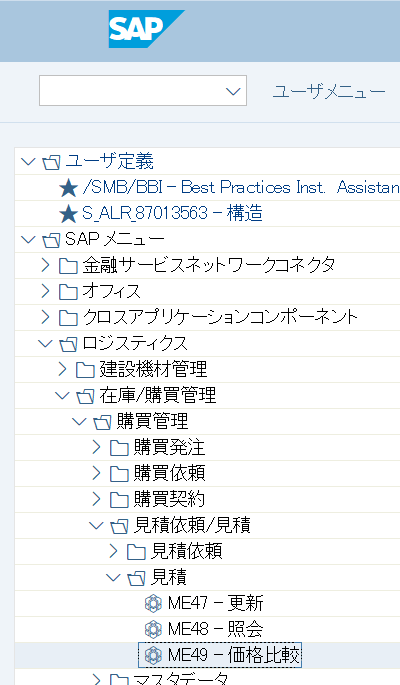 SAP
ユーザメニュー
ユーザ定義
/SMB/BBI - Best Practices Inst. Assistan
S_ALR_87013563 - 構造
SAP メニュー
金融サービスネットワークコネクタ
オフィス
クロスアプリケーションコンポーネント
ロジスティクス
建設機材管理
在庫/購買管理
購買管理
購買発注
購買依頼
購買契約
見積依頼/見積
見積依頼
見積
ME47 - 更新
ME48 - 照会
ME49 - 価格比較
マスタデータ